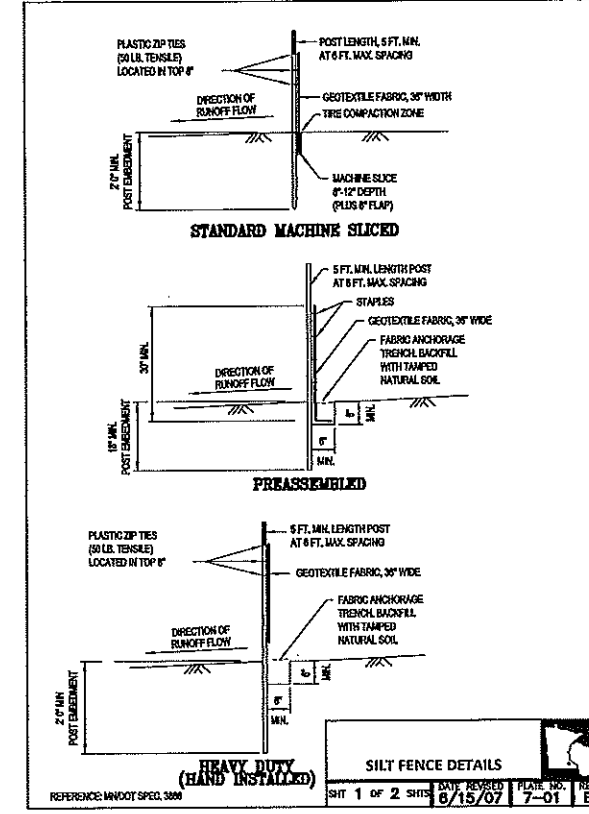 PLASTIC ZIP TIES
(50 LB. TENSILE)
LOCATED IN TOP 8"
POST LENGTH, 5 FT. MIN.
AT 6 FT. MAX. SPACING
GEOTEXTILE FABRIC, 36" WIDTH
DIRECTION OF
RUNOFF FLOW
TIRE COMPACTION ZONE
2'0" MIN.
POST EMBEDMENT
MACHINE SLICE
8"-12" DEPTH
(PLUS 6" FLAP)
STANDARD MACHINE SLICED
5 FT. MIN. LENGTH POST
AT 6 FT. MAX. SPACING
STAPLES
GEOTEXTILE FABRIC, 36" WIDE
FABRIC ANCHORAGE
TRENCH. BACKFILL
WITH TAMPED
NATURAL SOIL
30" MIN.
DIRECTION OF
RUNOFF FLOW
18" MIN.
POST EMBEDMENT
6"
MIN.
6"
MIN.
PREASSEMBLED
PLASTIC ZIP TIES
(50 LB. TENSILE)
LOCATED IN TOP 8"
5 FT. MIN. LENGTH POST
AT 6 FT. MAX. SPACING
GEOTEXTILE FABRIC, 36" WIDE
FABRIC ANCHORAGE
TRENCH. BACKFILL
WITH TAMPED
NATURAL SOIL
DIRECTION OF
RUNOFF FLOW
2'0" MIN
POST EMBEDMENT
6"
MIN.
6"
MIN.
HEAVY DUTY
(HAND INSTALLED)
REFERENCE: MN/DOT SPEC. 3886
SILT FENCE DETAILS
SHT 1 OF 2 SHTS
DATE REVISED
6/15/07
PLATE NO.
7-01